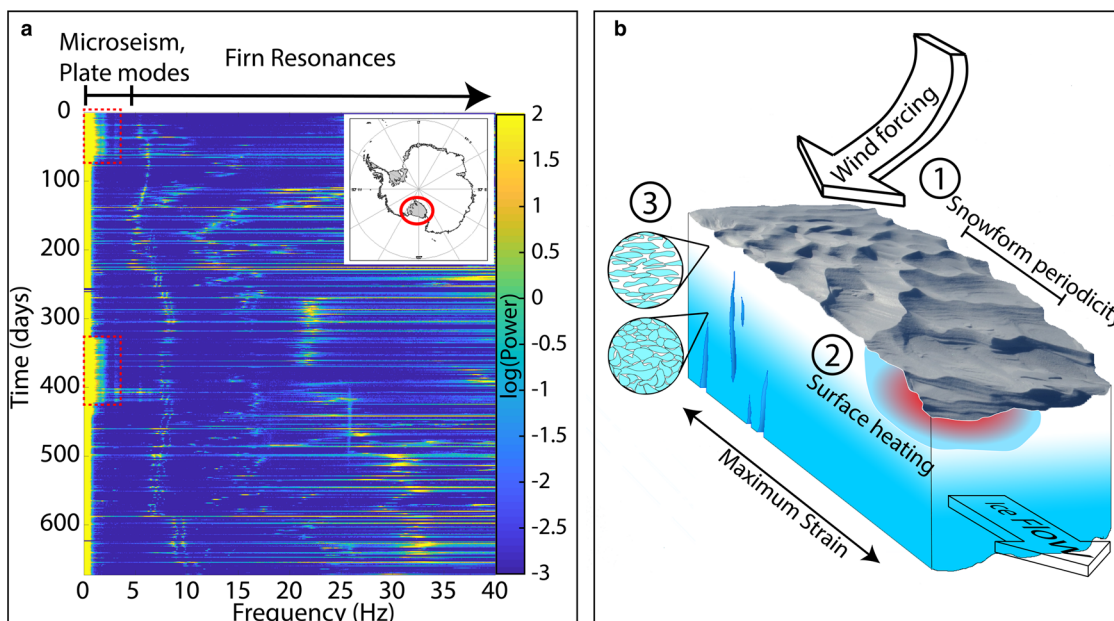 a
Microseism,
Plate modes
Firn Resonances
0
100
200
300
400
500
600
Time (days)
0
5
10
15
20
25
30
35
40
Frequency (Hz)
2
1.5
1
0.5
0
-0.5
-1
-1.5
-2
-2.5
-3
log(Power)
b
Wind forcing
1
Snowform periodicity
3
2
Surface heating
Maximum Strain
Ice Flow